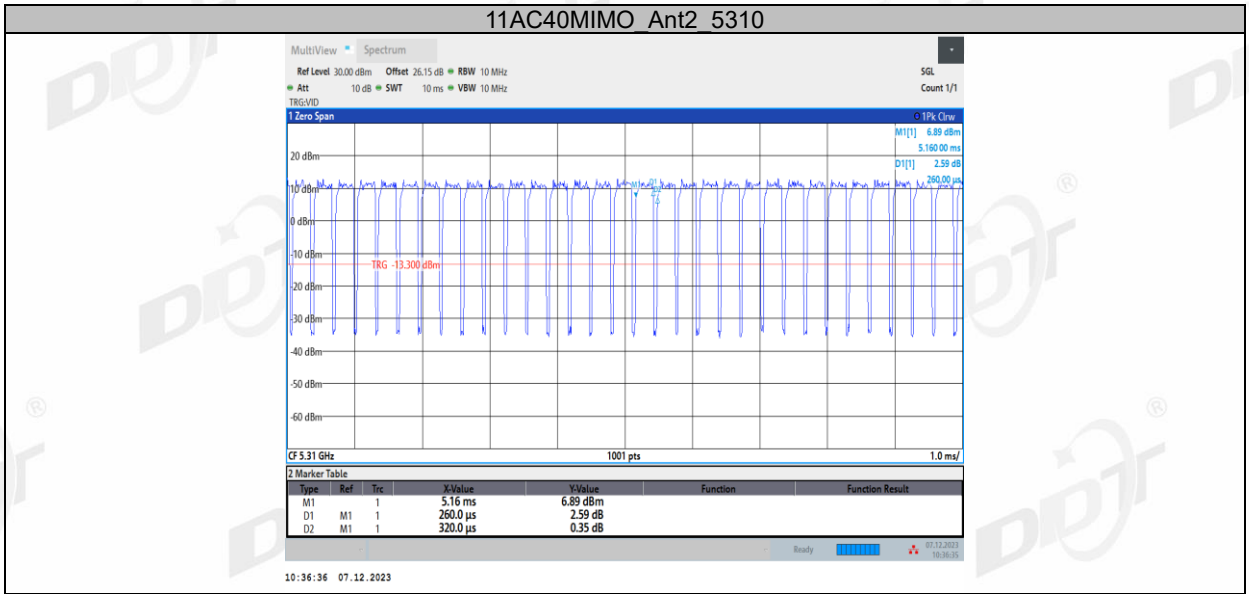 11AC40MIMO_Ant2_5310
MultiView Spectrum
Ref Level 30.00 dBm Offset 26.15 dB RBW 10 MHz SGL
Att 10 dB SWT 10 ms VBW 10 MHz Count 1/1
TRG:VID
1 Zero Span 1Pk Clrw
M1[1] 6.89 dBm
5.160 00 ms
D1[1] 2.59 dB
260.00 µs
20 dBm
10 dBm
M1 D1
D2
0 dBm
-10 dBm
TRG -13.300 dBm
-20 dBm
-30 dBm
-40 dBm
-50 dBm
-60 dBm
CF 5.31 GHz 1001 pts 1.0 ms/
2 Marker Table
Type Ref Trc X-Value Y-Value Function Function Result
M1 1 5.16 ms 6.89 dBm
D1 M1 1 260.0 µs 2.59 dB
D2 M1 1 320.0 µs 0.35 dB
Ready 07.12.2023
10:36:35
10:36:36 07.12.2023
DDT ®